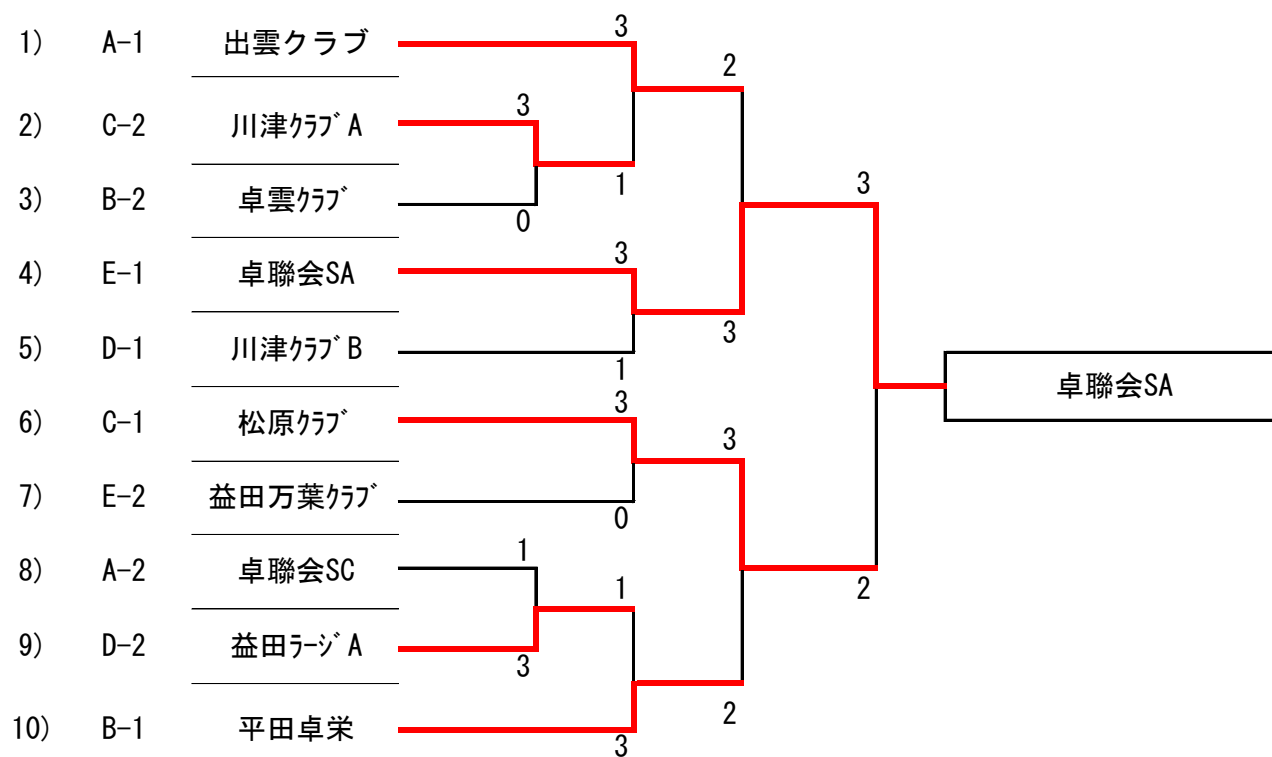 1) A-1 出雲クラブ 3
2
2) C-2 川津ｸﾗﾌﾞA 3
3) B-2 卓雲ｸﾗﾌﾞ 1 3
0
4) E-1 卓聯会SA 3
3
5) D-1 川津ｸﾗﾌﾞB 1
卓聯会SA
6) C-1 松原ｸﾗﾌﾞ 3
3
7) E-2 益田万葉ｸﾗﾌﾞ 0
8) A-2 卓聯会SC 1 1 2
9) D-2 益田ﾗｰｼﾞA 3
2
10) B-1 平田卓栄 3